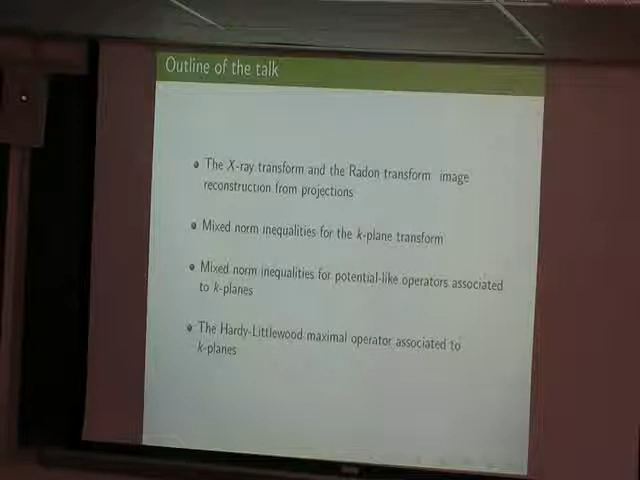 Outline of the talk
The X-ray transform and the Radon transform image
reconstruction from projections
Mixed norm inequalities for the k-plane transform
Mixed norm inequalities for potential-like operators associated
to k-planes
The Hardy-Littlewood maximal operator associated to
k-planes